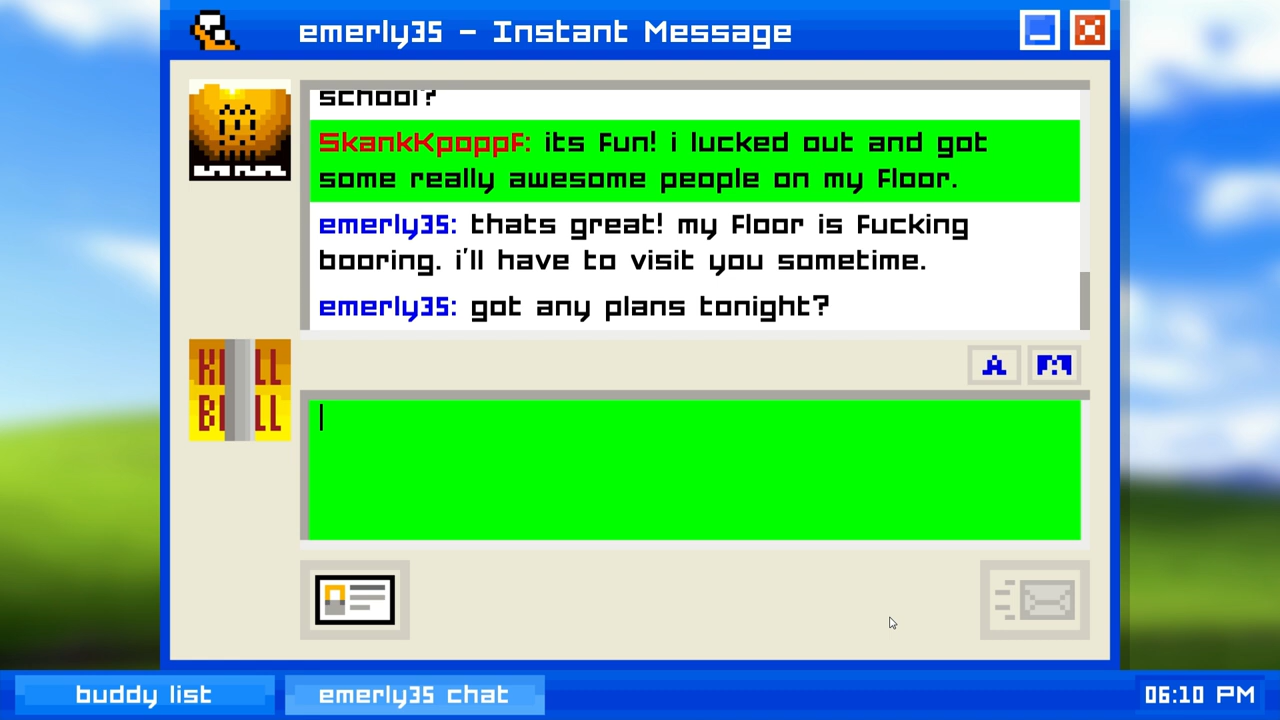 emerly35 - Instant Message
school?
SkankKpoppF: its fun! i lucked out and got
some really awesome people on my floor.
emerly35: thats great! my floor is fucking
booring. i'll have to visit you sometime.
emerly35: got any plans tonight?
KILL
BILL
A
buddy list
emerly35 chat
06:10 PM